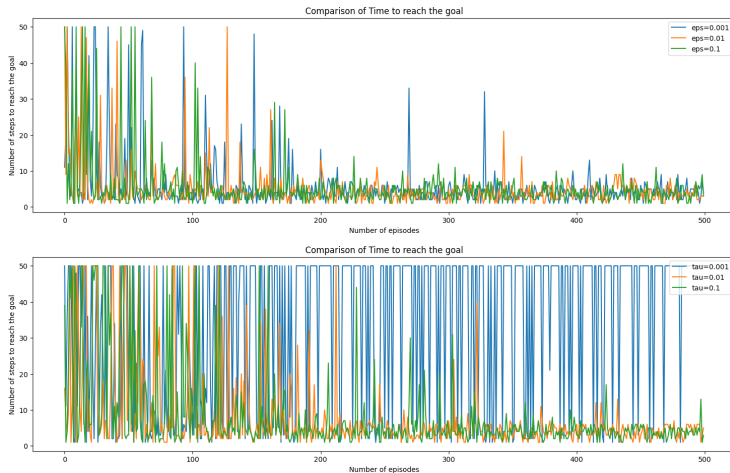 Comparison of Time to reach the goal
Number of steps to reach the goal
50
40
30
20
10
0
eps=0.001
eps=0.01
eps=0.1
0
100
200
300
400
500
Number of episodes
Comparison of Time to reach the goal
Number of steps to reach the goal
50
40
30
20
10
0
tau=0.001
tau=0.01
tau=0.1
0
100
200
300
400
500
Number of episodes